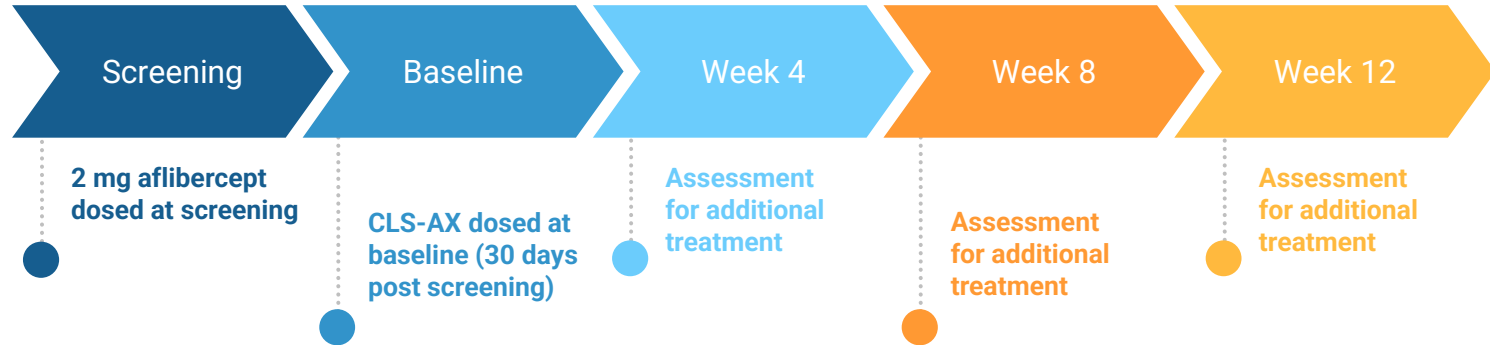 Screening
Baseline
Week 4
Week 8
Week 12
2 mg aflibercept
dosed at screening
CLS-AX dosed at
baseline (30 days
post screening)
Assessment
for additional
treatment
Assessment
for additional
treatment
Assessment
for additional
treatment